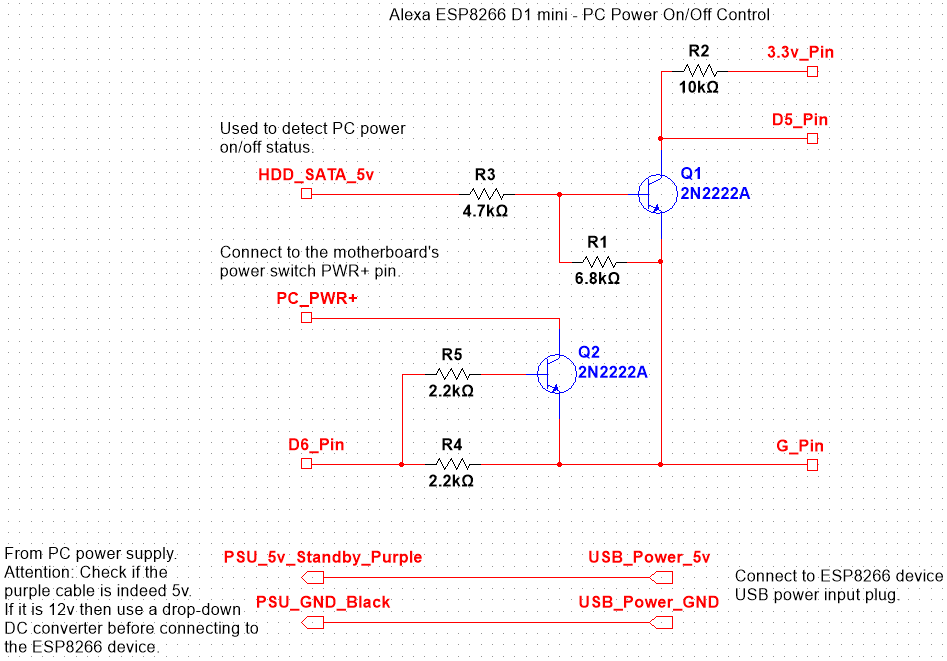 Alexa ESP8266 D1 mini - PC Power On/Off Control
R2
3.3v_Pin
10kΩ
D5_Pin
Used to detect PC power
on/off status.
HDD_SATA_5v
R3
4.7kΩ
Q1
2N2222A
R1
6.8kΩ
Connect to the motherboard's
power switch PWR+ pin.
PC_PWR+
R5
2.2kΩ
Q2
2N2222A
D6_Pin
R4
2.2kΩ
G_Pin
From PC power supply.
Attention: Check if the
purple cable is indeed 5v.
If it is 12v then use a drop-down
DC converter before connecting to
the ESP8266 device.
PSU_5v_Standby_Purple
USB_Power_5v
PSU_GND_Black
USB_Power_GND
Connect to ESP8266 device
USB power input plug.